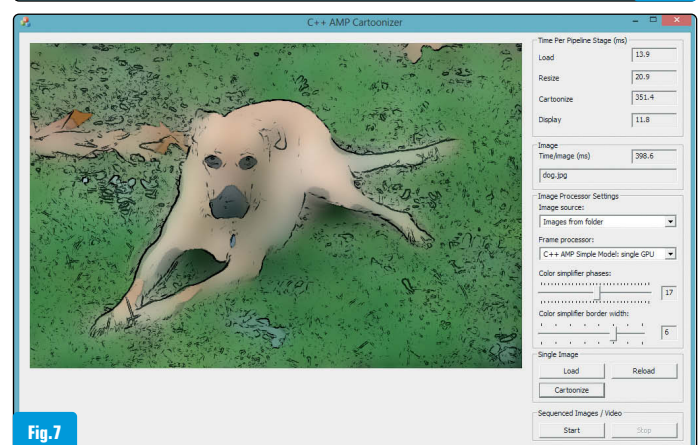 C++ AMP Cartoonizer
Time Per Pipeline Stage (ms)
Load 13.9
Resize 20.9
Cartoonize 351.4
Display 11.8
Image
Time/image (ms) 398.6
dog.jpg
Image Processor Settings
Image source:
Images from folder
Frame processor:
C++ AMP Simple Model: single GPU
Color simplifier phases:
17
Color simplifier border width:
6
Single Image
Load Reload
Cartoonize
Sequenced Images / Video
Start Stop
Fig.7